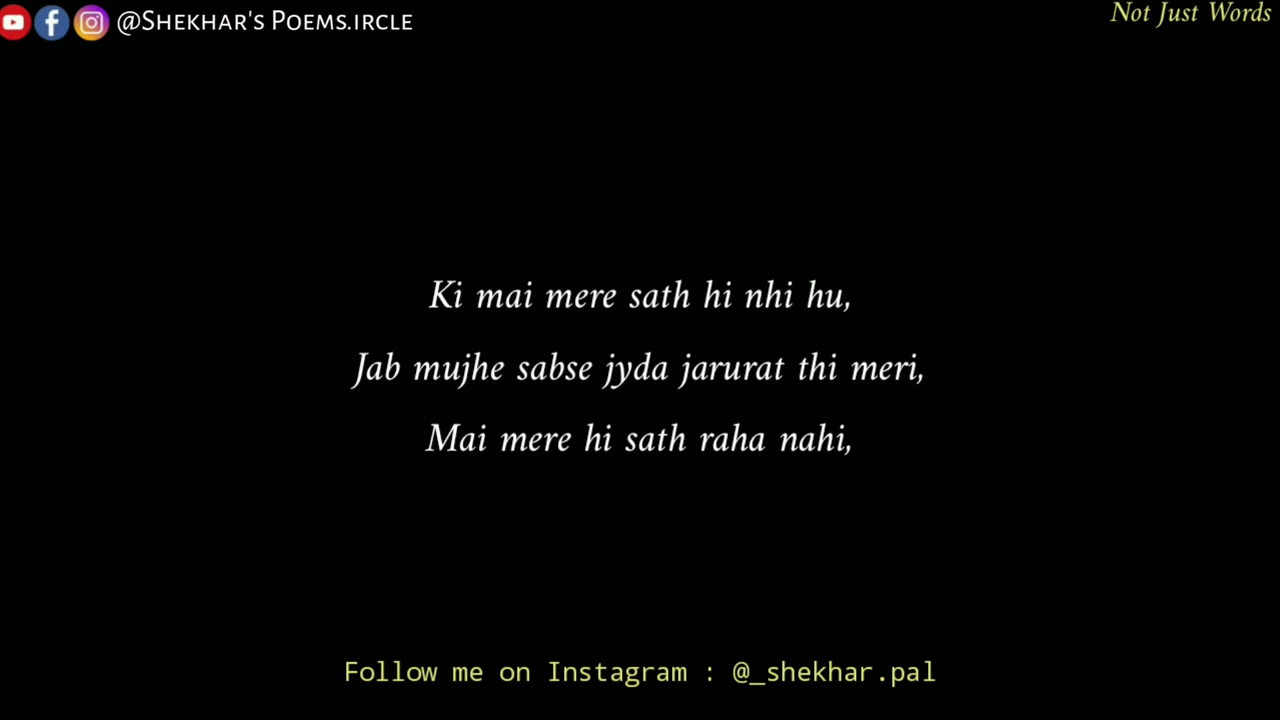 @Shekhar's Poems.ircle
Not Just Words
Ki mai mere sath hi nhi hu,
Jab mujhe sabse jyda jarurat thi meri,
Mai mere hi sath raha nahi,
Follow me on Instagram : @_shekhar.pal